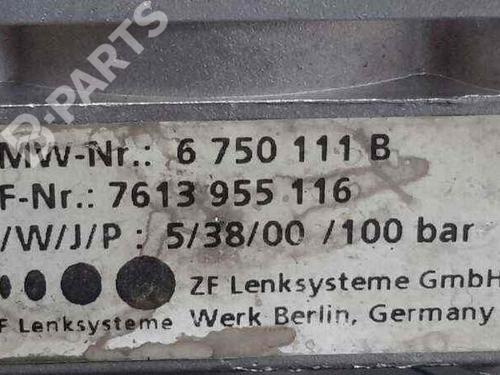 B-PARTS
MW-Nr.: 6 750 111 B
F-Nr.: 7613 955 116
/W/J/P : 5/38/00 /100 bar
ZF Lenksysteme GmbH
F Lenksysteme Werk Berlin, Germany